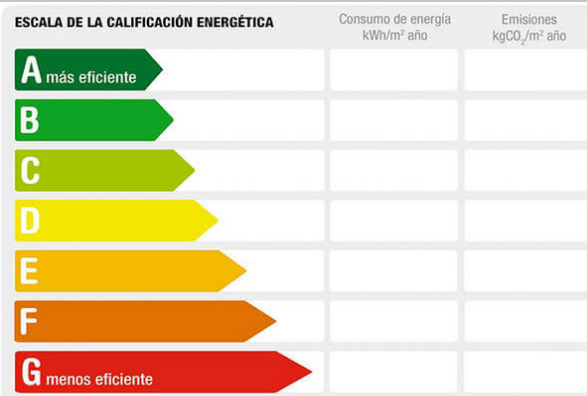 ESCALA DE LA CALIFICACIÓN ENERGÉTICA
Consumo de energía
kWh/m² año
Emisiones
kgCO₂/m² año
A más eficiente
B
C
D
E
F
G menos eficiente